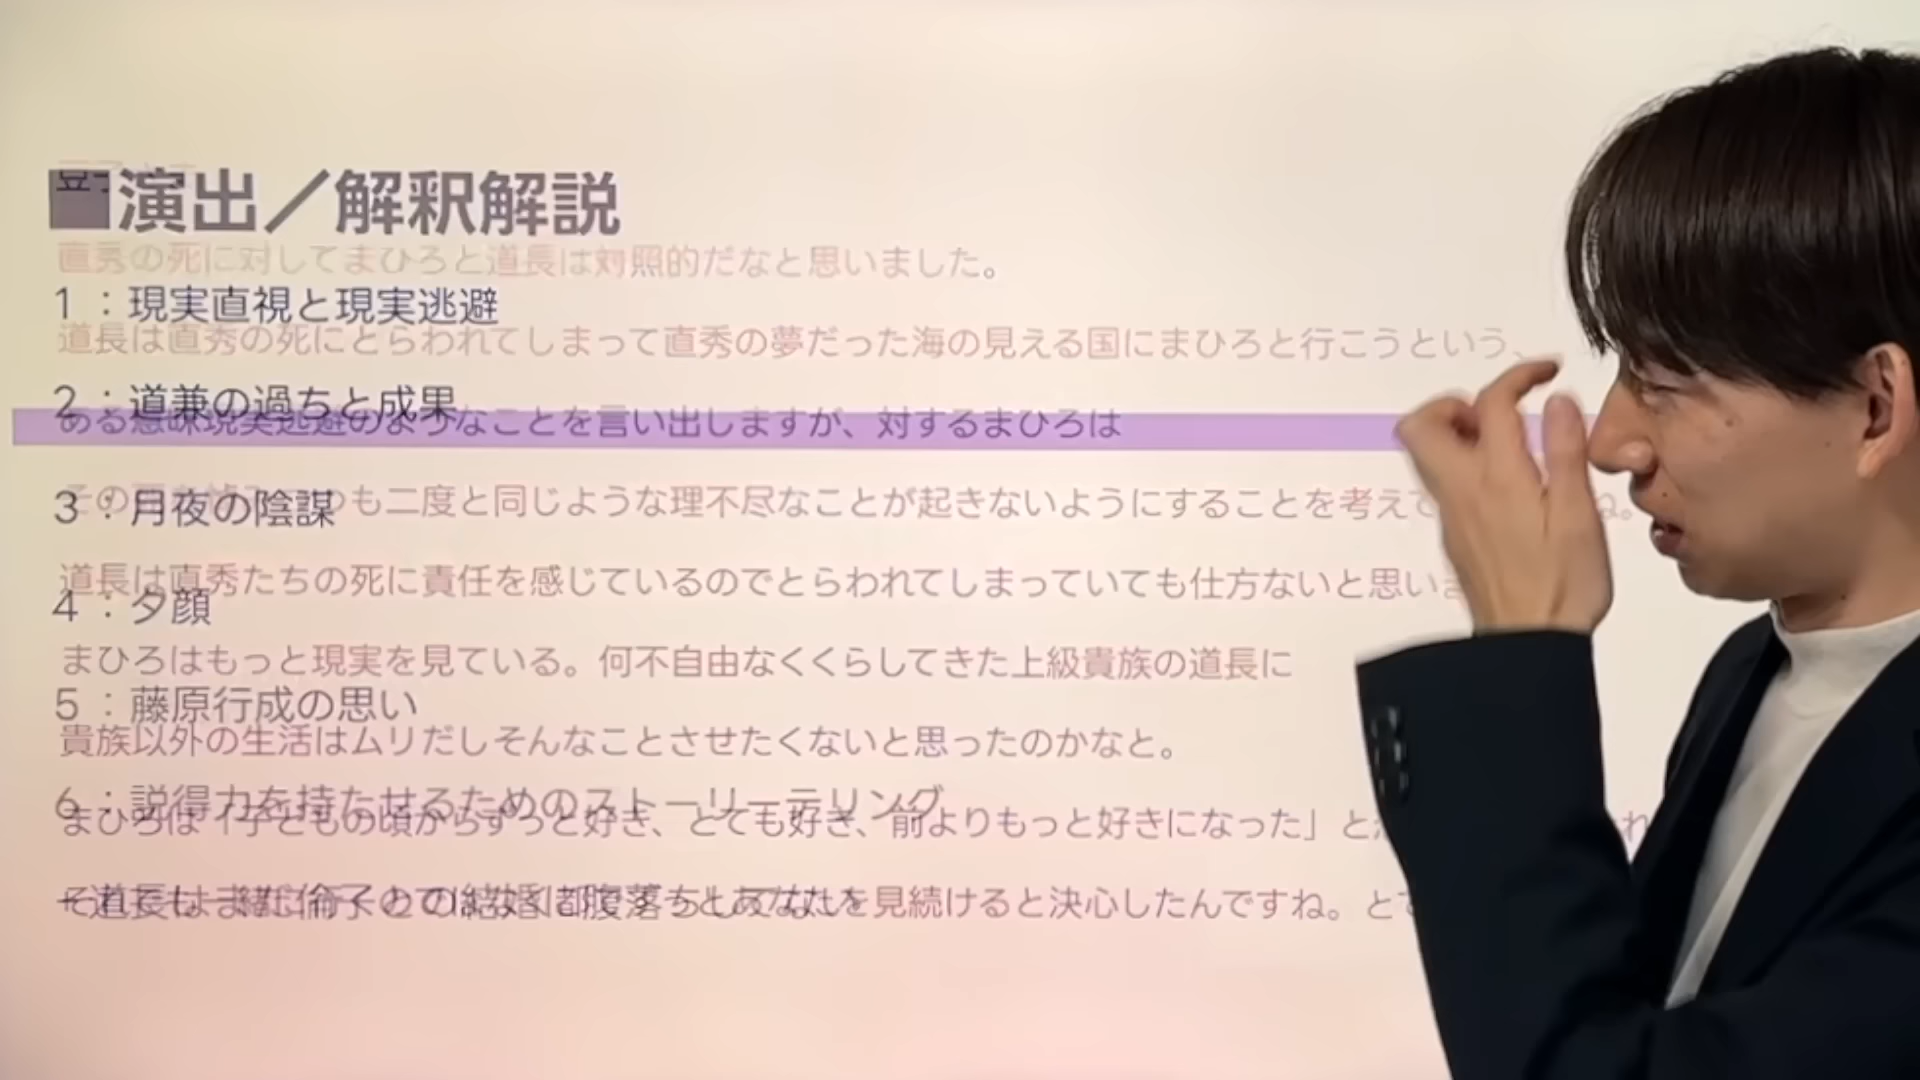 ■演出／解釈解説
直秀の死に対してまひろと道長は対照的だなと思いました。
1：現実直視と現実逃避
道長は直秀の死にとらわれてしまって直秀の夢だった海の見える国にまひろと行こうという、
2：道兼の過ちと成果
ある意味現実逃避のようなことを言い出しますが、対するまひろは
3：月夜の陰謀
も二度と同じような理不尽なことが起きないようにすることを考えて
道長は直秀たちの死に責任を感じているのでとらわれてしまっていても仕方ないと思い
4：夕顔
まひろはもっと現実を見ている。何不自由なくくらしてきた上級貴族の道長に
5：藤原行成の思い
貴族以外の生活はムリだしそんなことさせたくないと思ったのかなと。
6：説得力を持たせるためのストーリーテリング
まひろは「子どもの頃からずっと好き、とても好き、前よりもっと好きになった」と
を見続けると決心したんですね。と